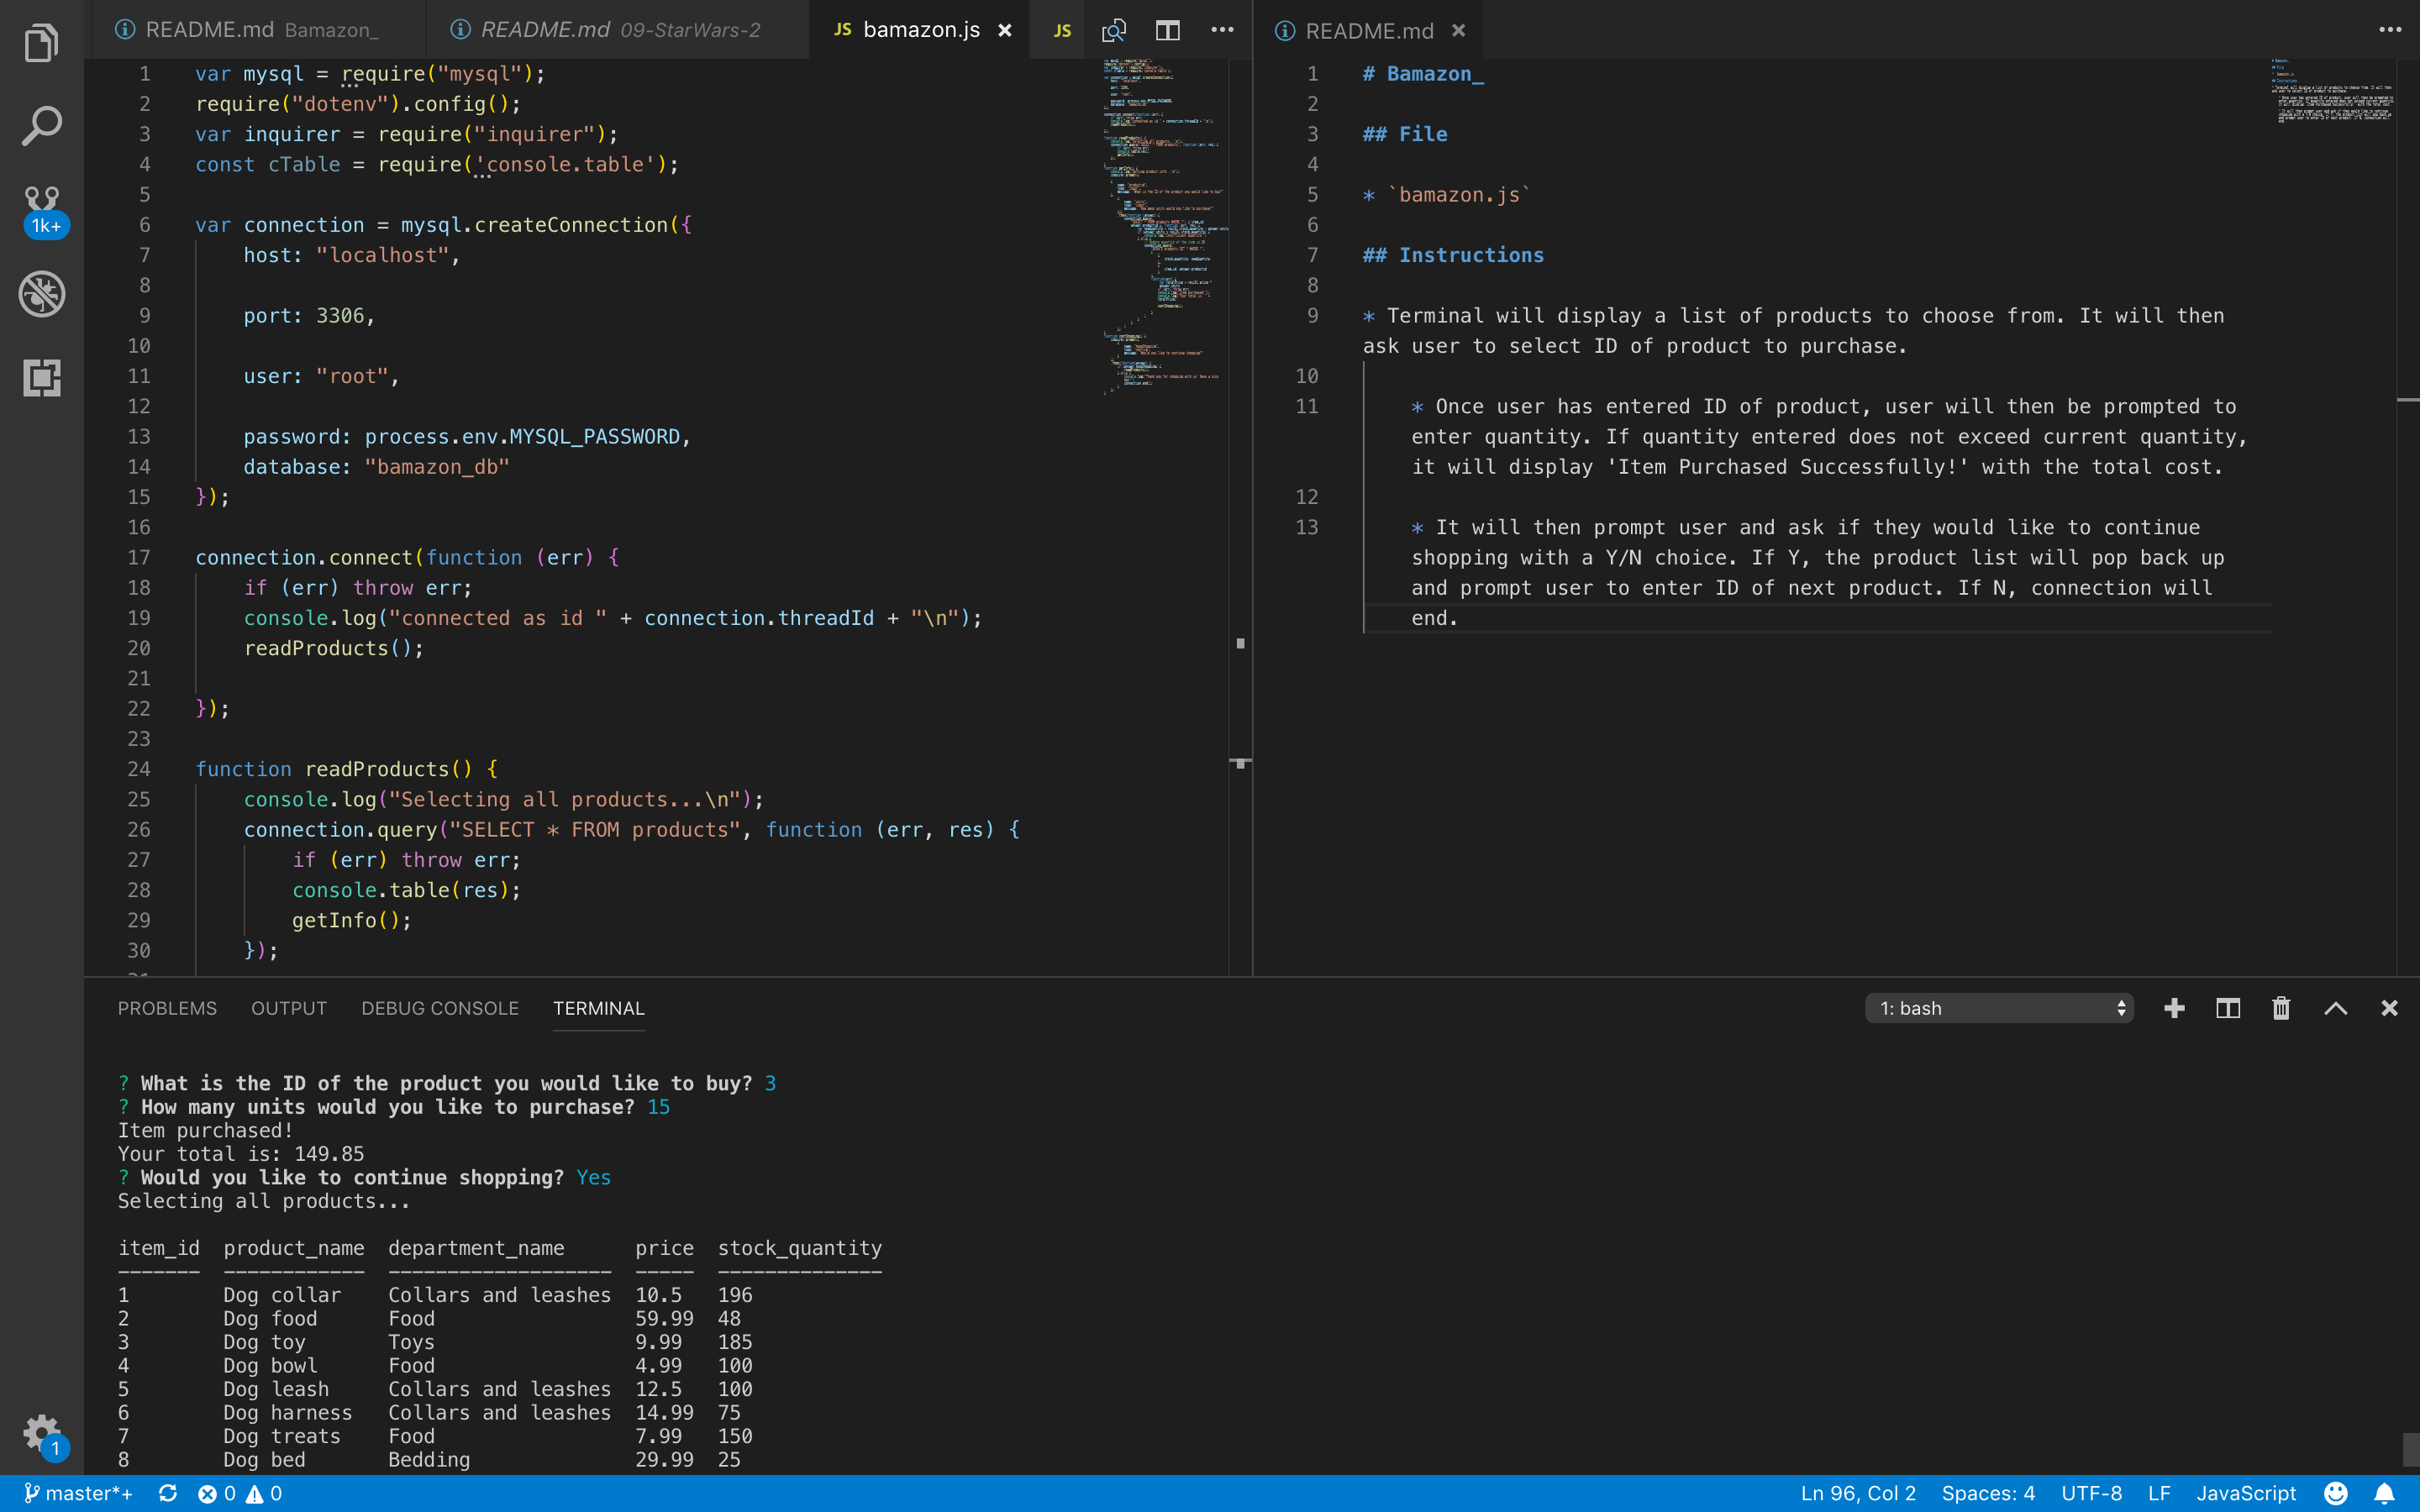 README.md Bamazon_
README.md 09-StarWars-2
JS bamazon.js
JS
README.md
1k+
1
1 var mysql = require("mysql");
2 require("dotenv").config();
3 var inquirer = require("inquirer");
4 const cTable = require('console.table');
5
6 var connection = mysql.createConnection({
7 host: "localhost",
8
9 port: 3306,
10
11 user: "root",
12
13 password: process.env.MYSQL_PASSWORD,
14 database: "bamazon_db"
15 });
16
17 connection.connect(function (err) {
18 if (err) throw err;
19 console.log("connected as id " + connection.threadId + "\n");
20 readProducts();
21
22 });
23
24 function readProducts() {
25 console.log("Selecting all products...\n");
26 connection.query("SELECT * FROM products", function (err, res) {
27 if (err) throw err;
28 console.table(res);
29 getInfo();
30 });
1 # Bamazon_
2
3 ## File
4
5 * `bamazon.js`
6
7 ## Instructions
8
9 * Terminal will display a list of products to choose from. It will then
ask user to select ID of product to purchase.
10
11 * Once user has entered ID of product, user will then be prompted to
enter quantity. If quantity entered does not exceed current quantity,
it will display 'Item Purchased Successfully!' with the total cost.
12
13 * It will then prompt user and ask if they would like to continue
shopping with a Y/N choice. If Y, the product list will pop back up
and prompt user to enter ID of next product. If N, connection will
end.
PROBLEMS OUTPUT DEBUG CONSOLE TERMINAL
1: bash
? What is the ID of the product you would like to buy? 3
? How many units would you like to purchase? 15
Item purchased!
Your total is: 149.85
? Would you like to continue shopping? Yes
Selecting all products...
item_id product_name department_name price stock_quantity
------- ------------ ------------------- ----- --------------
1 Dog collar Collars and leashes 10.5 196
2 Dog food Food 59.99 48
3 Dog toy Toys 9.99 185
4 Dog bowl Food 4.99 100
5 Dog leash Collars and leashes 12.5 100
6 Dog harness Collars and leashes 14.99 75
7 Dog treats Food 7.99 150
8 Dog bed Bedding 29.99 25
master*+ 0 0
Ln 96, Col 2 Spaces: 4 UTF-8 LF JavaScript